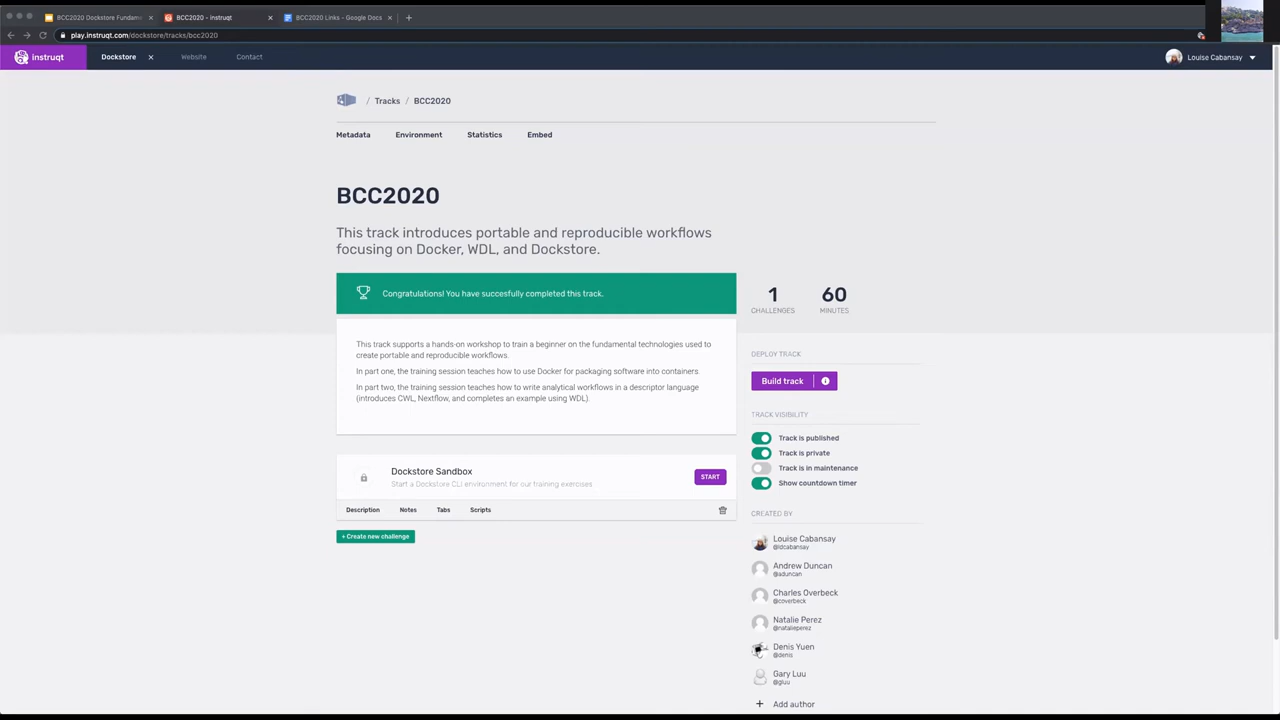 BCC2020 Dockstore Fundam
BCC2020 - instruqt
BCC2020 Links - Google Docs
play.instruqt.com/dockstore/tracks/bcc2020
instruqt
Dockstore
Website
Contact
Louise Cabansay
/ Tracks / BCC2020
Metadata
Environment
Statistics
Embed
BCC2020
This track introduces portable and reproducible workflows
focusing on Docker, WDL, and Dockstore.
Congratulations! You have succesfully completed this track.
1
CHALLENGES
60
MINUTES
This track supports a hands-on workshop to train a beginner on the fundamental technologies used to
create portable and reproducible workflows.
In part one, the training session teaches how to use Docker for packaging software into containers.
In part two, the training session teaches how to write analytical workflows in a descriptor language
(introduces CWL, Nextflow, and completes an example using WDL).
DEPLOY TRACK
Build track
TRACK VISIBILITY
Track is published
Track is private
Track is in maintenance
Show countdown timer
Dockstore Sandbox
Start a Dockstore CLI environment for our training exercises
START
Description
Notes
Tabs
Scripts
+ Create new challenge
CREATED BY
Louise Cabansay
@ldcabansay
Andrew Duncan
@aduncan
Charles Overbeck
@coverbeck
Natalie Perez
@natalieperez
Denis Yuen
@denis
Gary Luu
@gluu
+ Add author